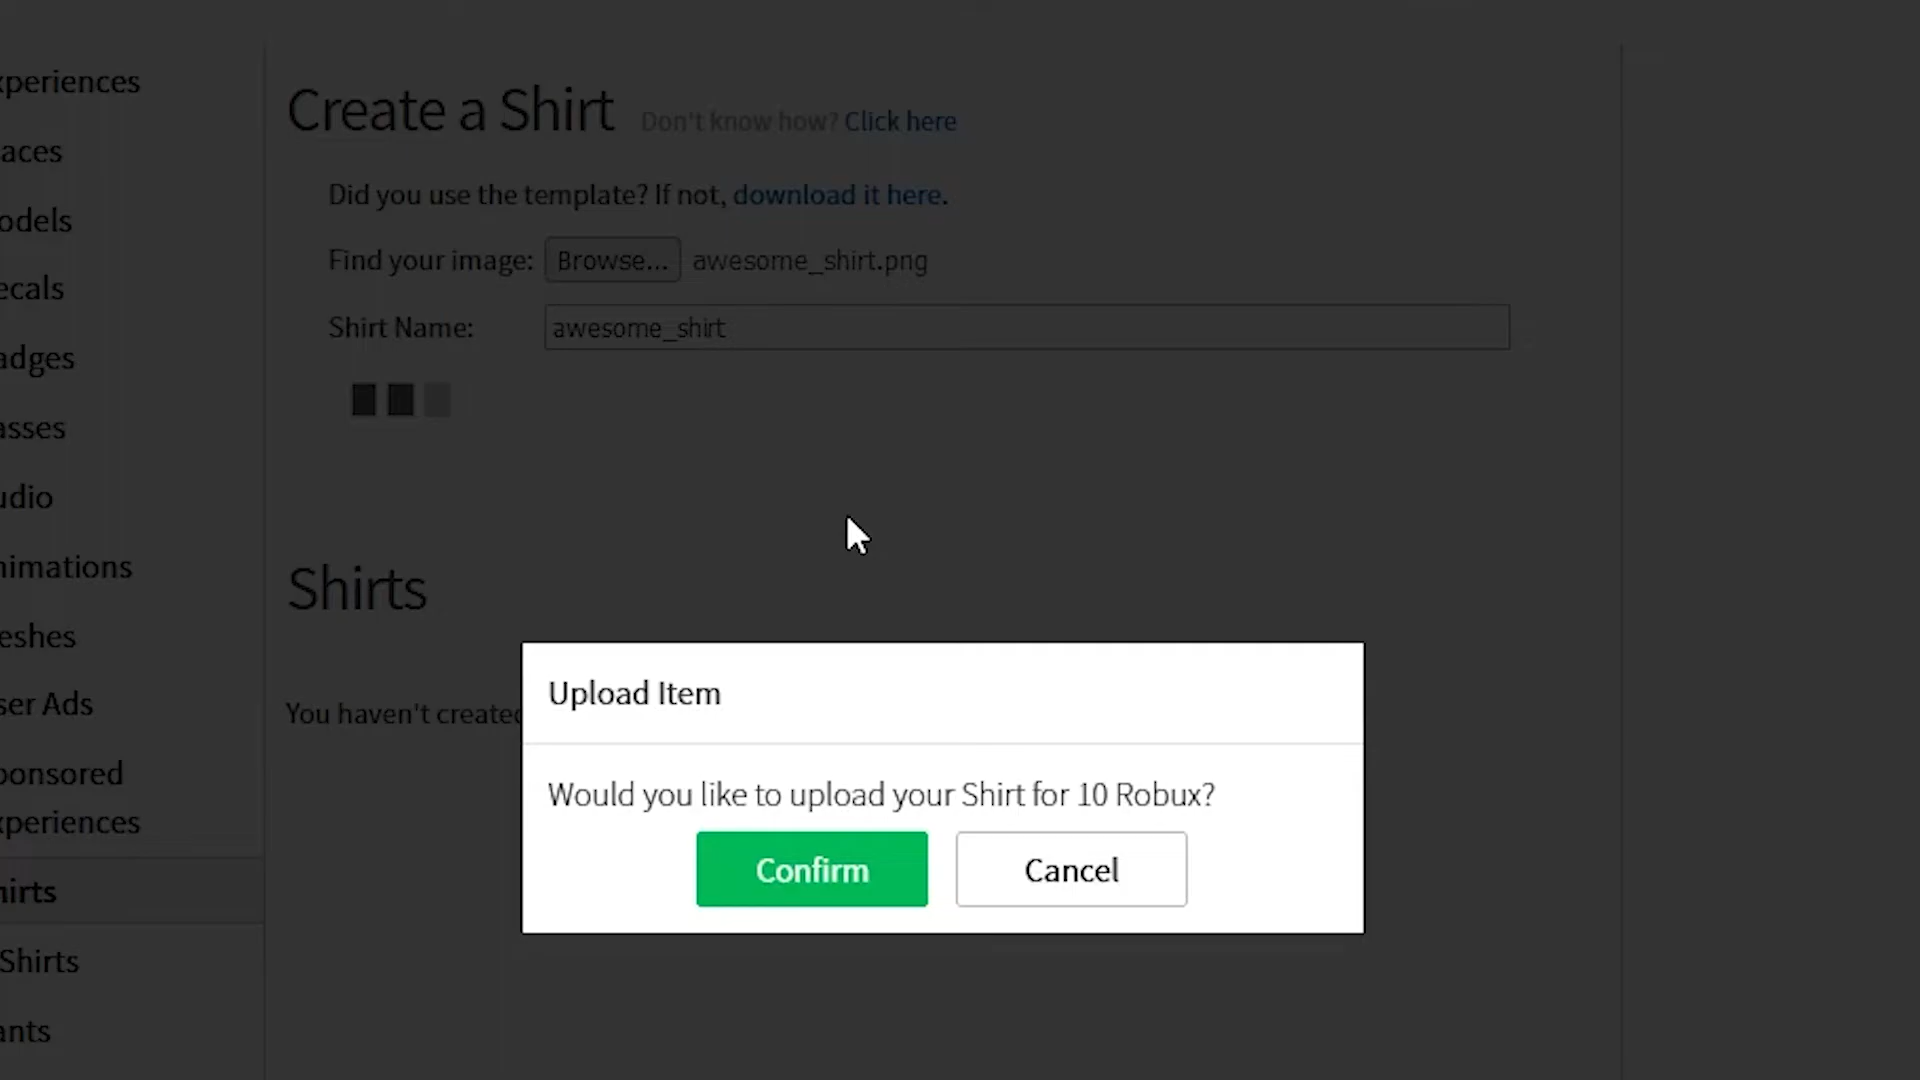 xperiences
aces
odels
ecals
adges
asses
udio
nimations
eshes
ser Ads
ponsored
xperiences
hirts
Shirts
ants
Create a Shirt Don't know how? Click here
Did you use the template? If not, download it here.
Find your image: Browse... awesome_shirt.png
Shirt Name: awesome_shirt
Shirts
You haven't created
Upload Item
Would you like to upload your Shirt for 10 Robux?
Confirm Cancel